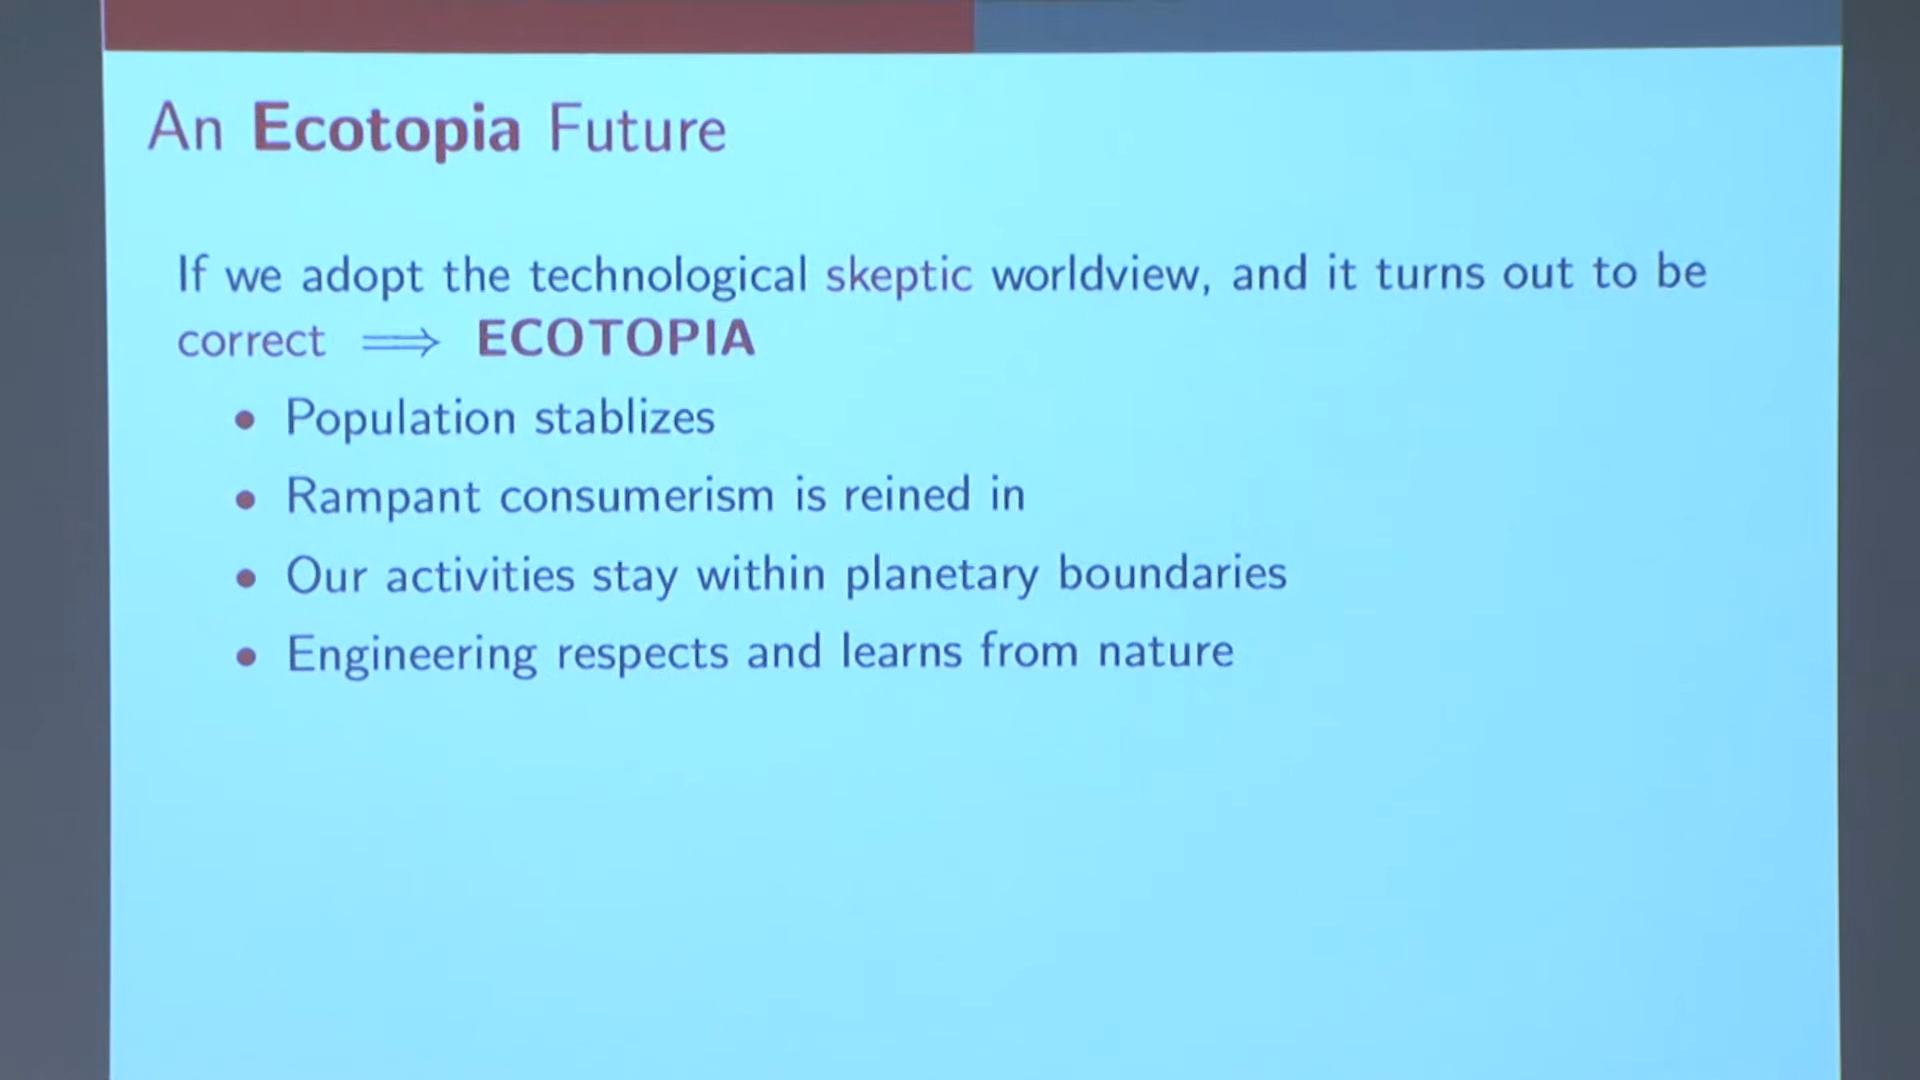 An Ecotopia Future
If we adopt the technological skeptic worldview, and it turns out to be
correct ⟹ ECOTOPIA
• Population stablizes
• Rampant consumerism is reined in
• Our activities stay within planetary boundaries
• Engineering respects and learns from nature